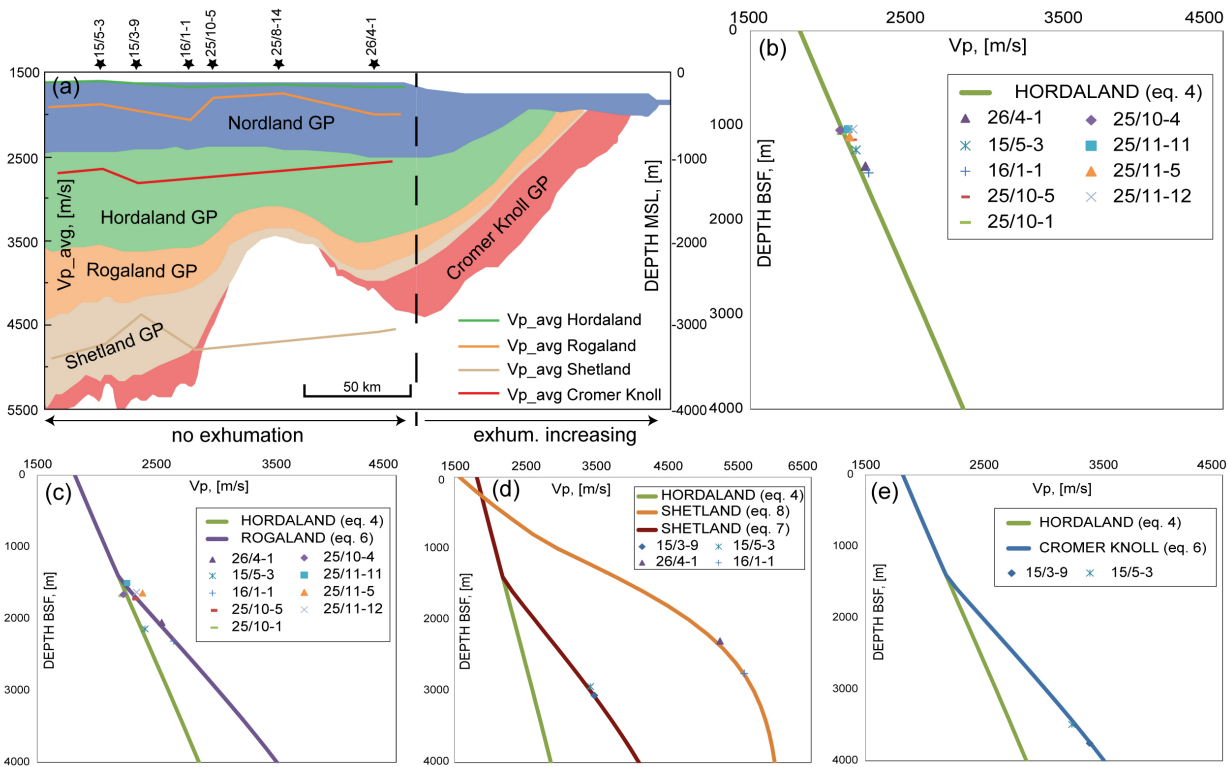 15/5-3
15/3-9
16/1-1
25/10-5
25/8-14
26/4-1
(a)
1500
2500
3500
4500
5500
Vp_avg, [m/s]
0
-1000
-2000
-3000
-4000
DEPTH MSL, [m]
Nordland GP
Hordaland GP
Rogaland GP
Shetland GP
Cromer Knoll GP
Vp_avg Hordaland
Vp_avg Rogaland
Vp_avg Shetland
Vp_avg Cromer Knoll
50 km
no exhumation
exhum. increasing
1500 2500 3500 4500
(b)
Vp, [m/s]
0
1000
2000
3000
4000
DEPTH BSF, [m]
HORDALAND (eq. 4)
26/4-1 25/10-4
15/5-3 25/11-11
16/1-1 25/11-5
25/10-5 25/11-12
25/10-1
1500 2500 3500 4500
(c)
Vp, [m/s]
0
1000
2000
3000
4000
DEPTH BSF, [m]
HORDALAND (eq. 4)
ROGALAND (eq. 6)
26/4-1 25/10-4
15/5-3 25/11-11
16/1-1 25/11-5
25/10-5 25/11-12
25/10-1
1500 2500 3500 4500 5500 6500
(d)
Vp, [m/s]
0
1000
2000
3000
4000
DEPTH BSF, [m]
HORDALAND (eq. 4)
SHETLAND (eq. 8)
SHETLAND (eq. 7)
15/3-9 15/5-3
26/4-1 16/1-1
1500 2500 3500 4500
(e)
Vp, [m/s]
0
1000
2000
3000
4000
DEPTH BSF, [m]
HORDALAND (eq. 4)
CROMER KNOLL (eq. 6)
15/3-9 15/5-3